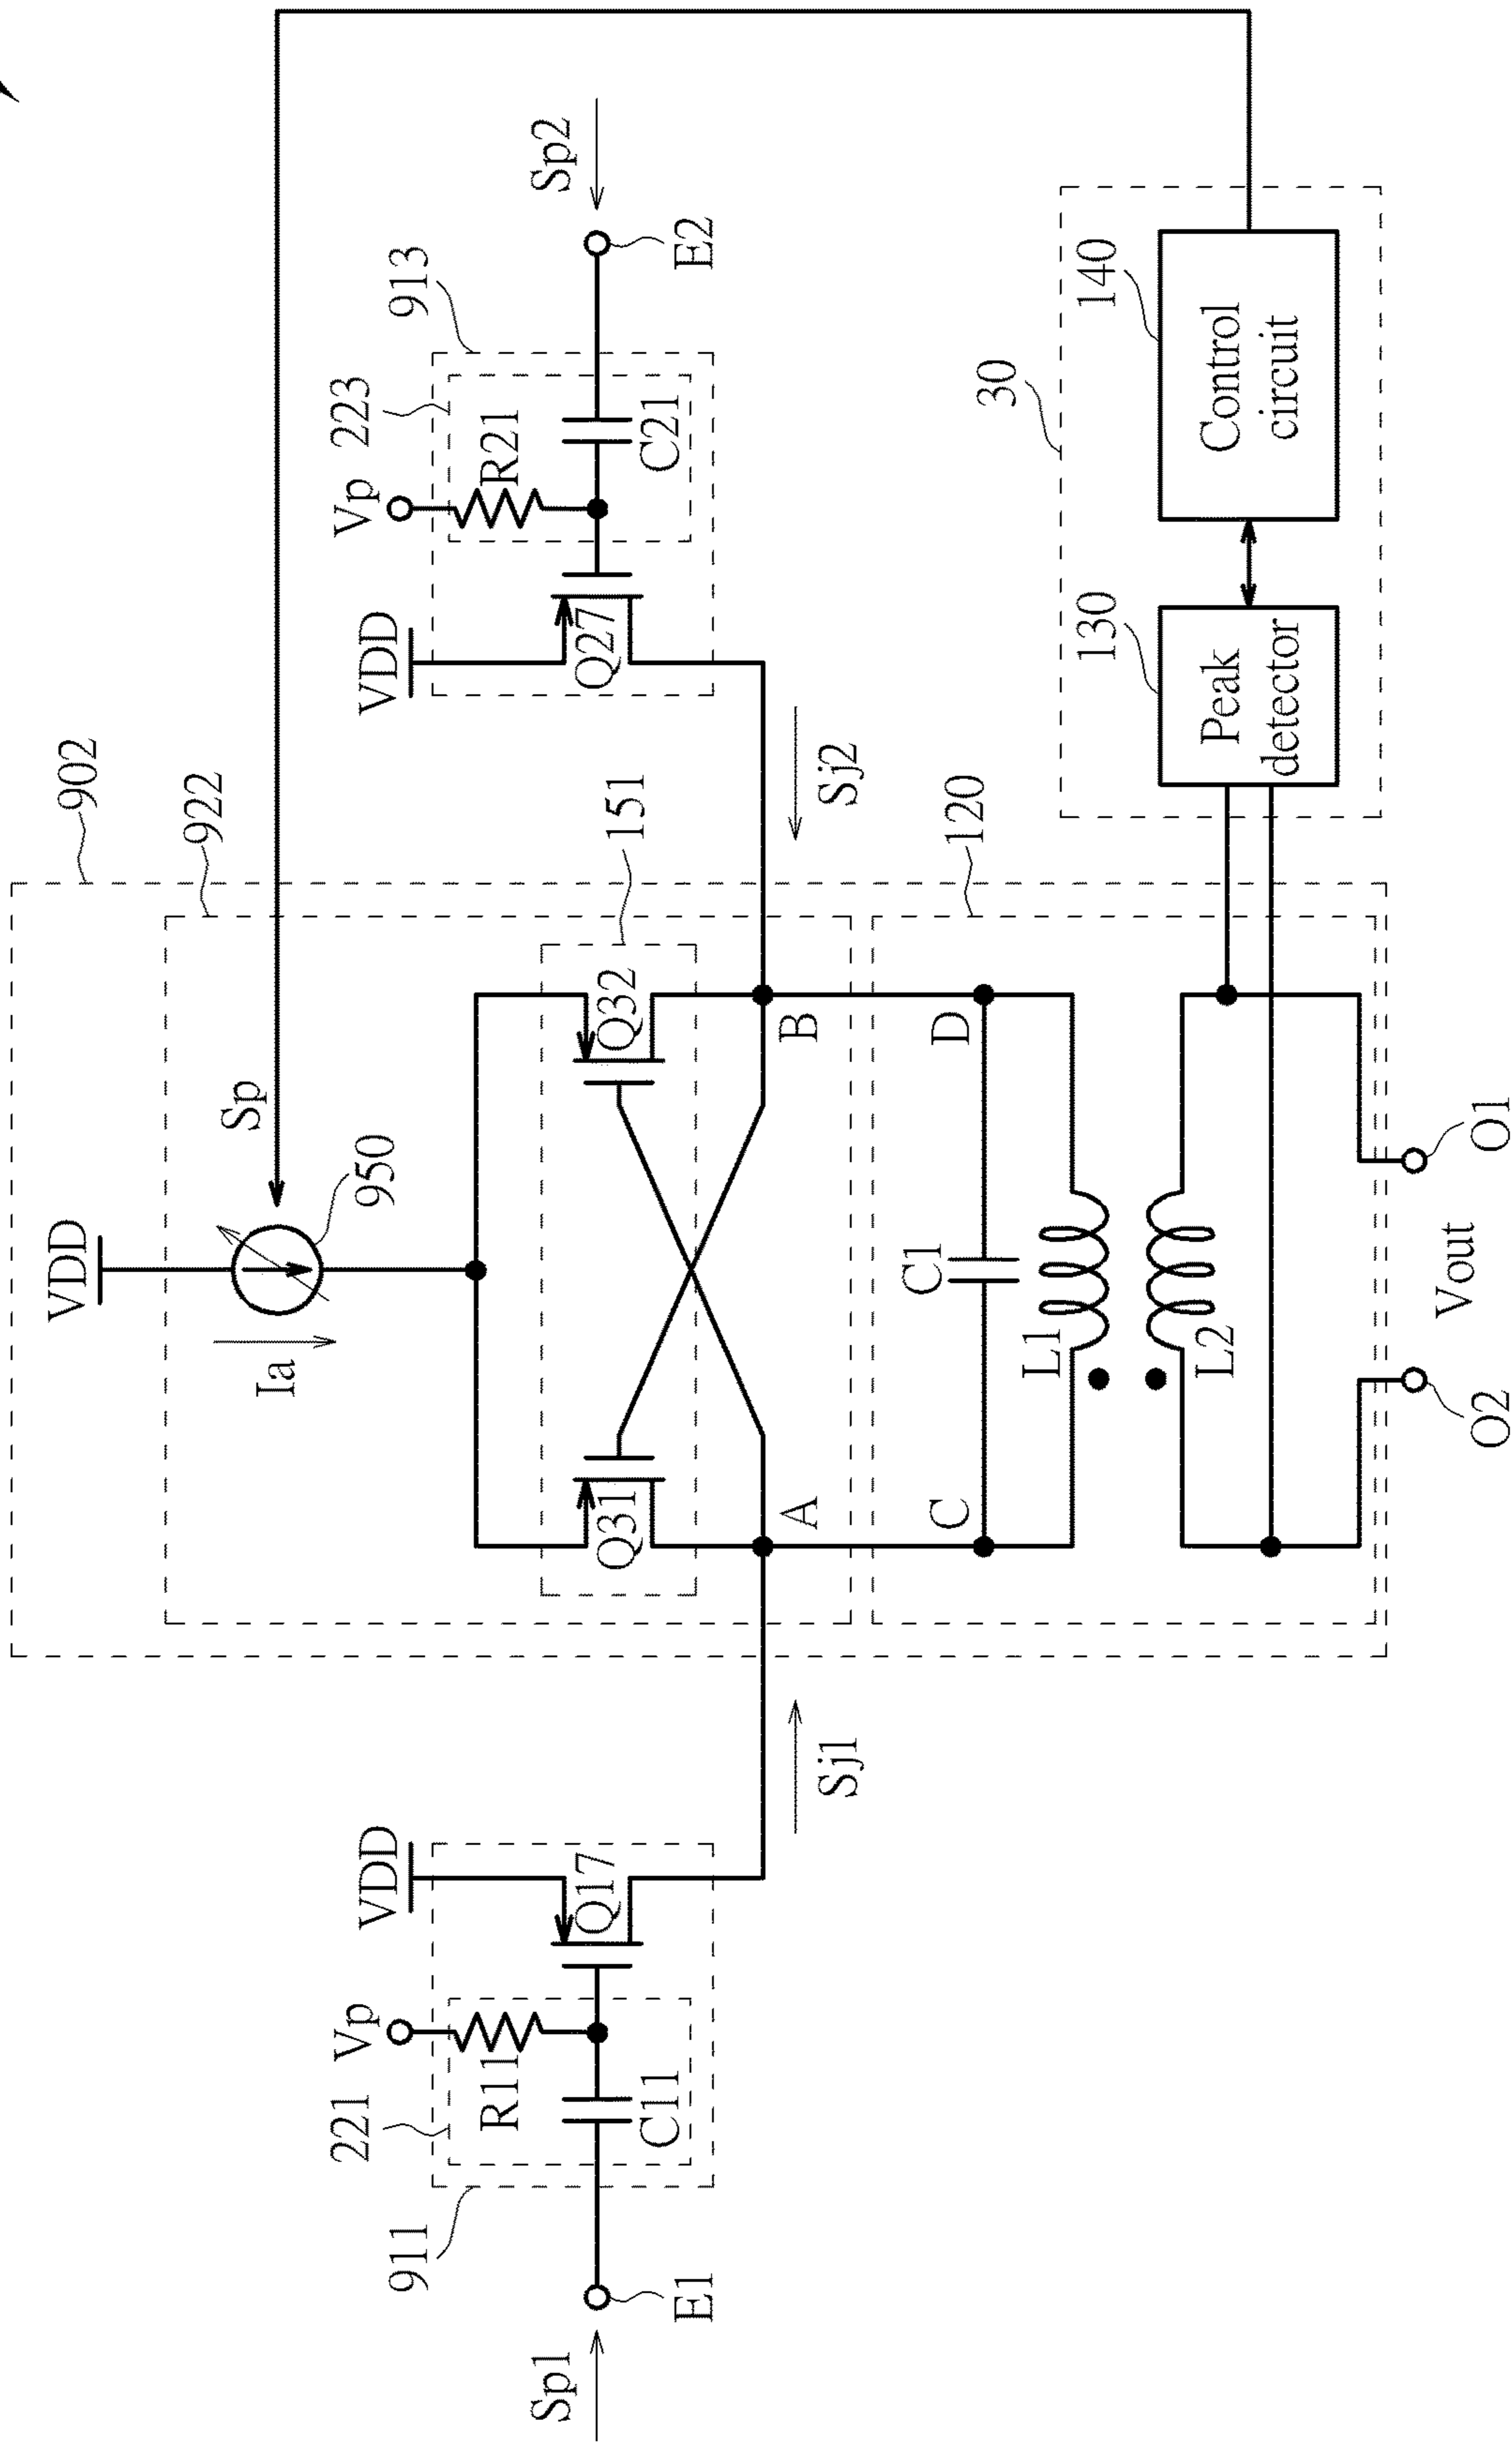 902
VDD
922
Sp
950
Ia
VDD
Vp
221
911
R11
C11
Q17
Sp1
E1
Sj1
Q31
Q32
151
A
B
VDD
Vp
223
913
R21
C21
Q27
Sp2
E2
Sj2
C
D
C1
120
L1
L2
O2
Vout
O1
30
130
Peak
detector
140
Control
circuit